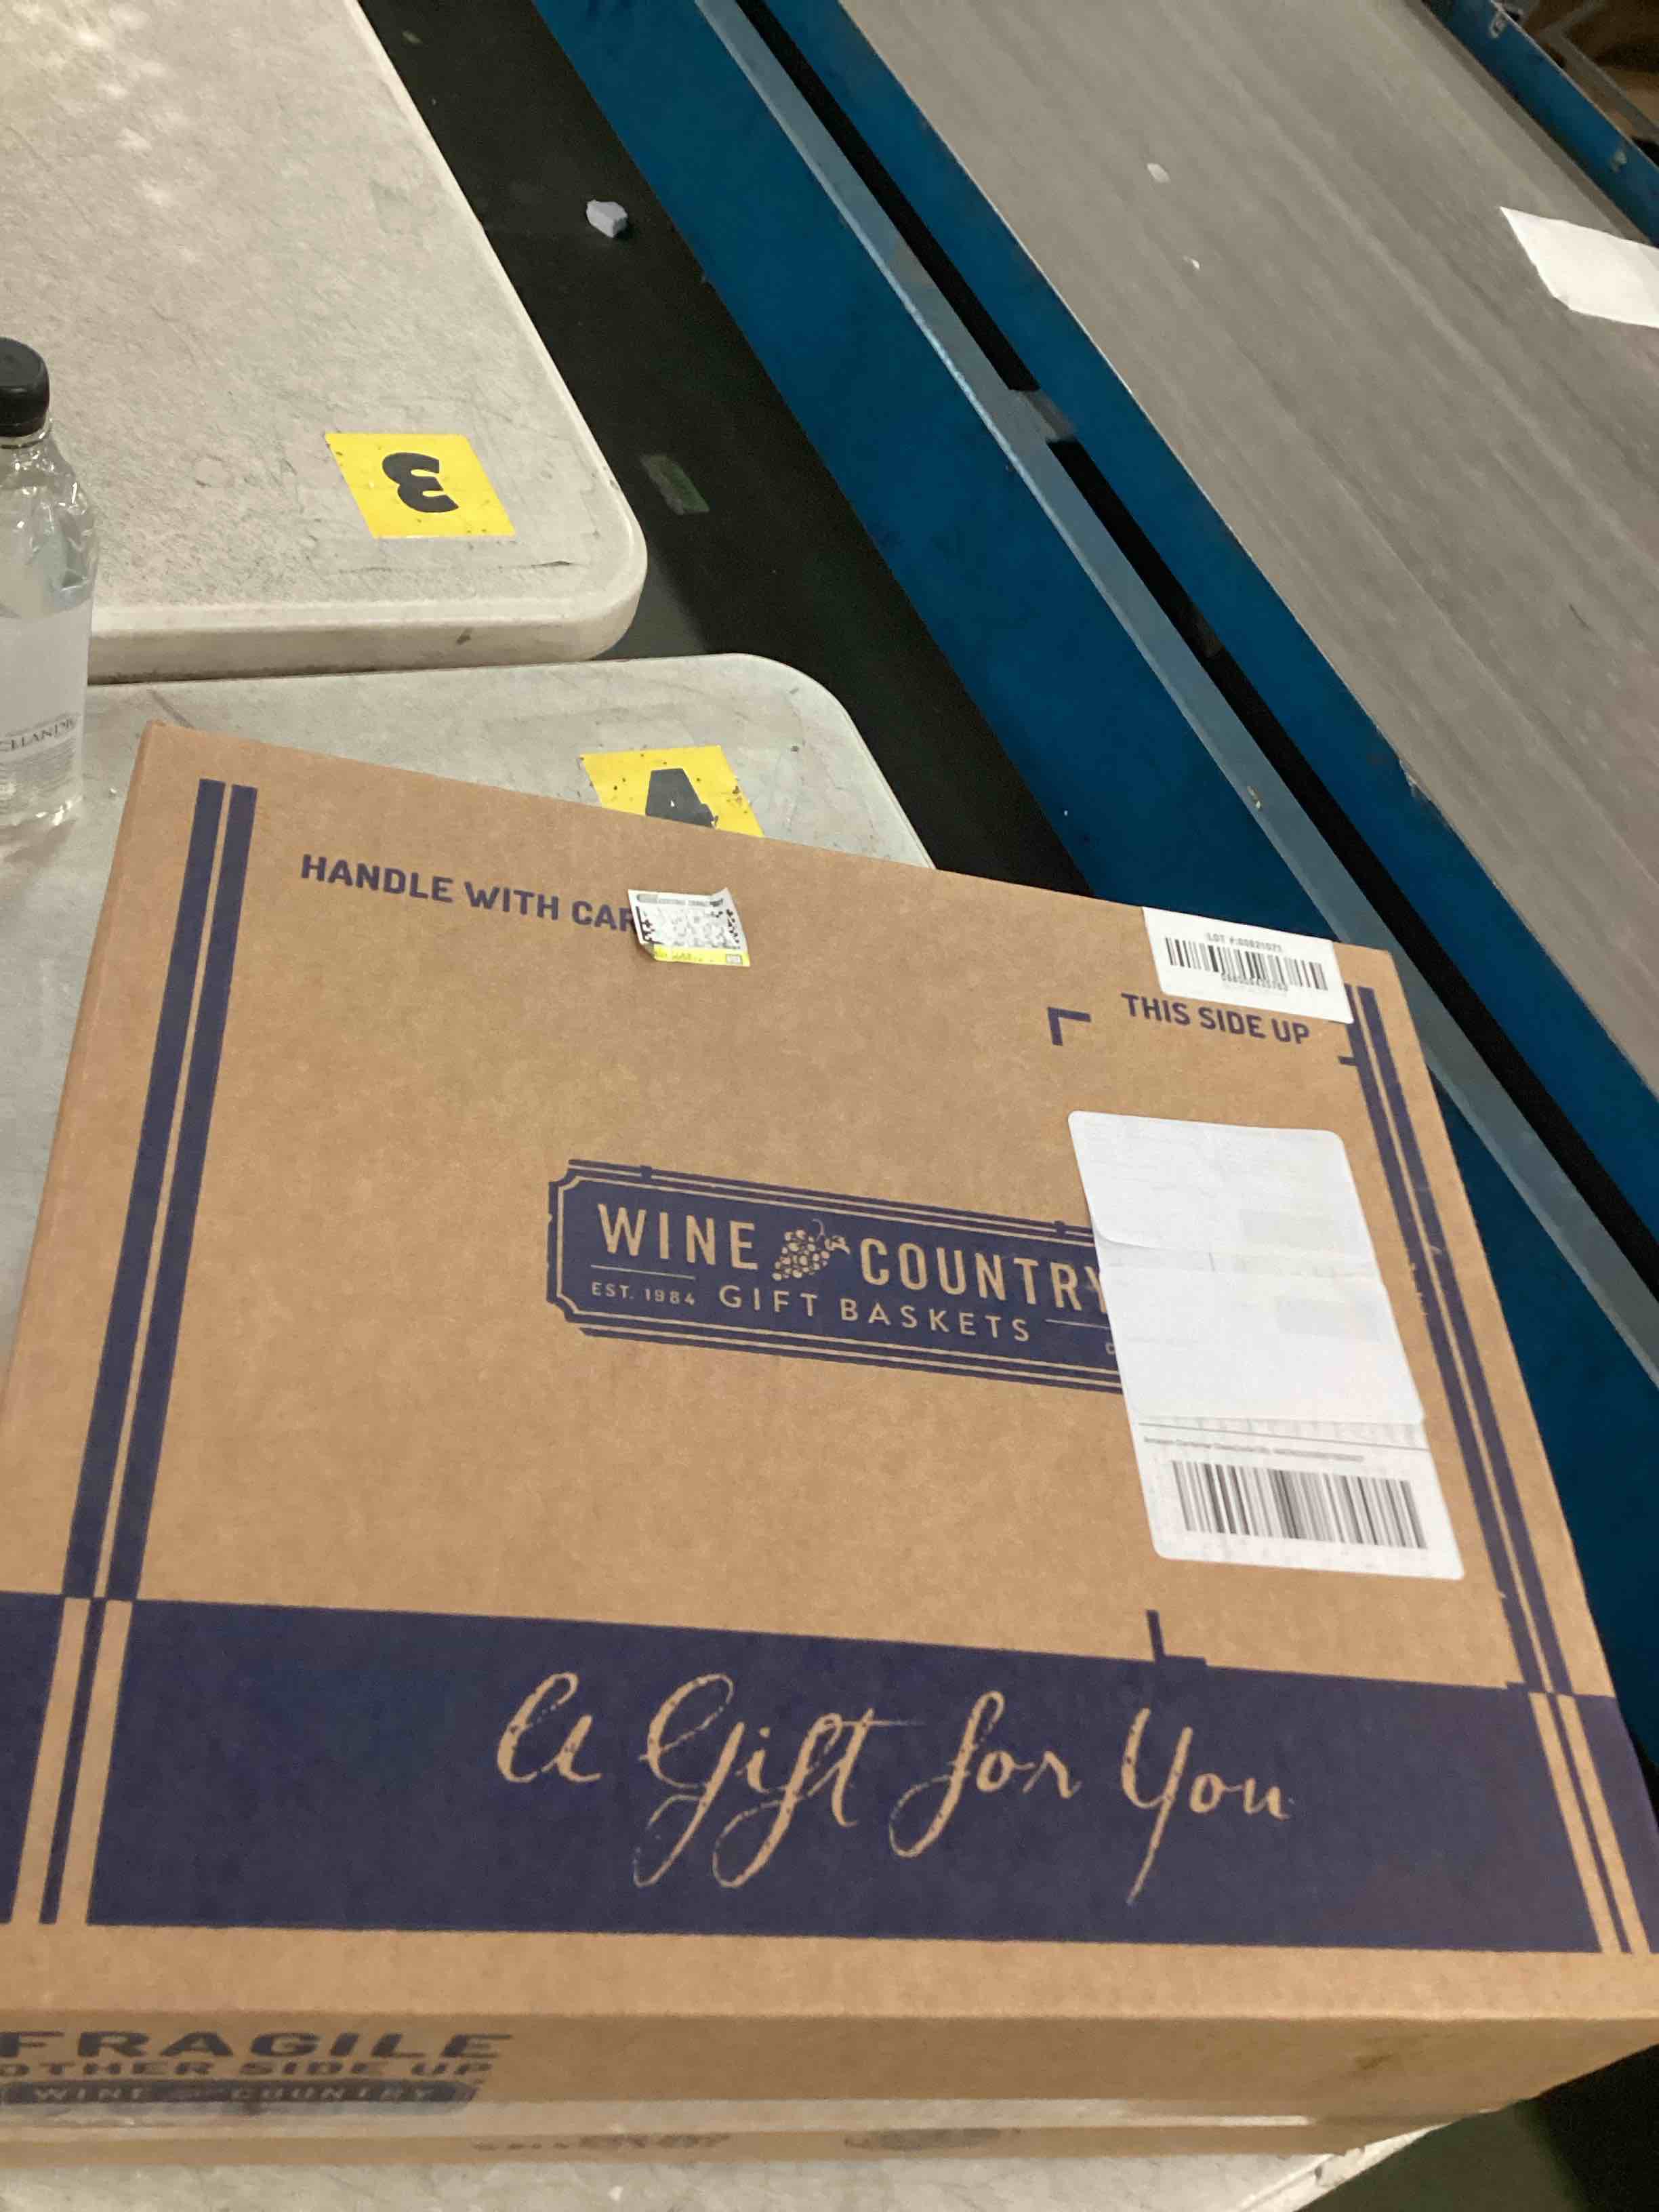 3
HANDLE WITH CAR
THIS SIDE UP
WINE COUNTRY
EST. 1984 GIFT BASKETS
A Gift for You
FRAGILE
OTHER SIDE UP
WINE COUNTRY